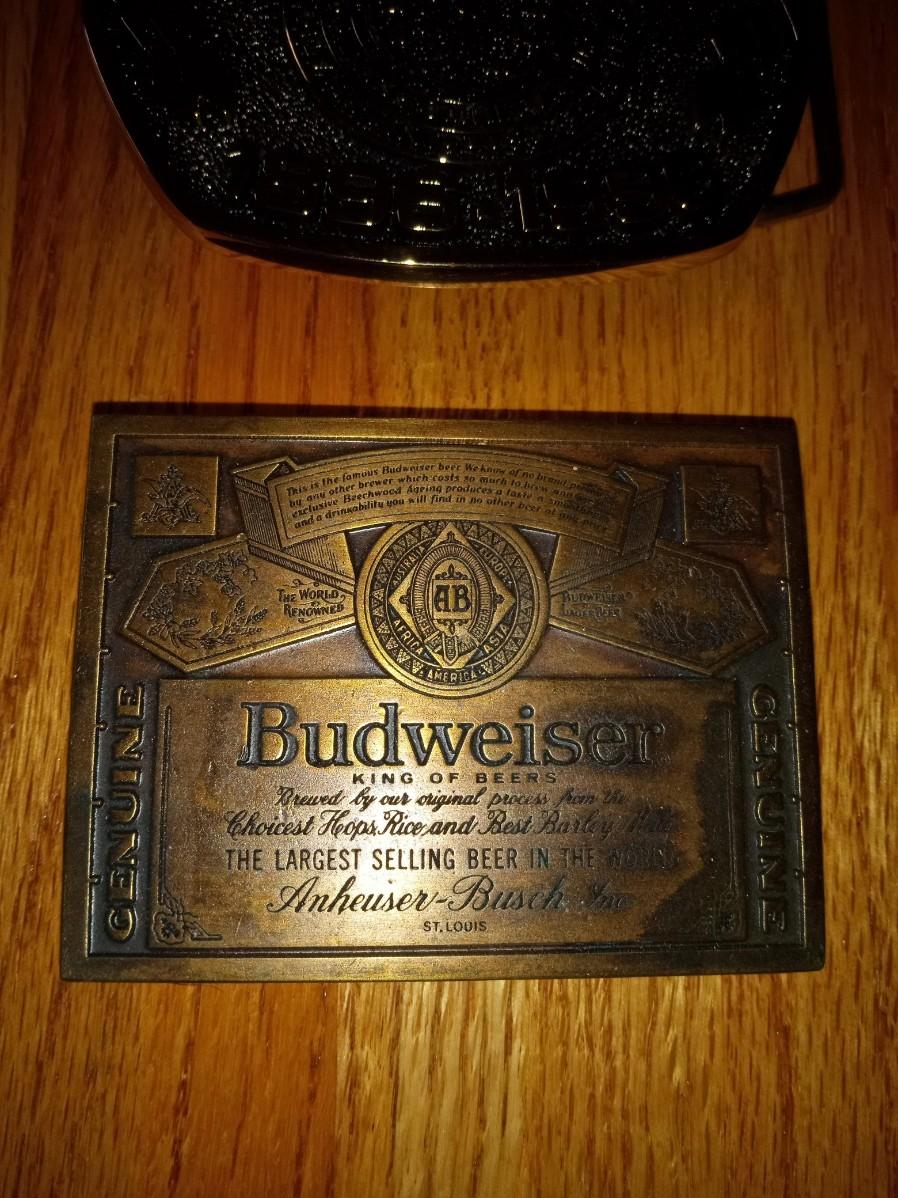 This is the famous Budweiser beer. We know of no brand
by any other brewer which costs so much to brew and age.
exclusive Beechwood Ageing produces a taste
and a drinkability you will find in no other beer at any price
THE WORLD
RENOWNED
BUDWEISER
LAGER BEER
AUSTRALIA
EUROPE
AB
AFRICA
ASIA
AMERICA
GENUINE
GENUINE
Budweiser
KING OF BEERS
Brewed by our original process from the
Choicest Hops, Rice and Best Barley Malt
THE LARGEST SELLING BEER IN THE WORLD
Anheuser-Busch, Inc.
ST. LOUIS